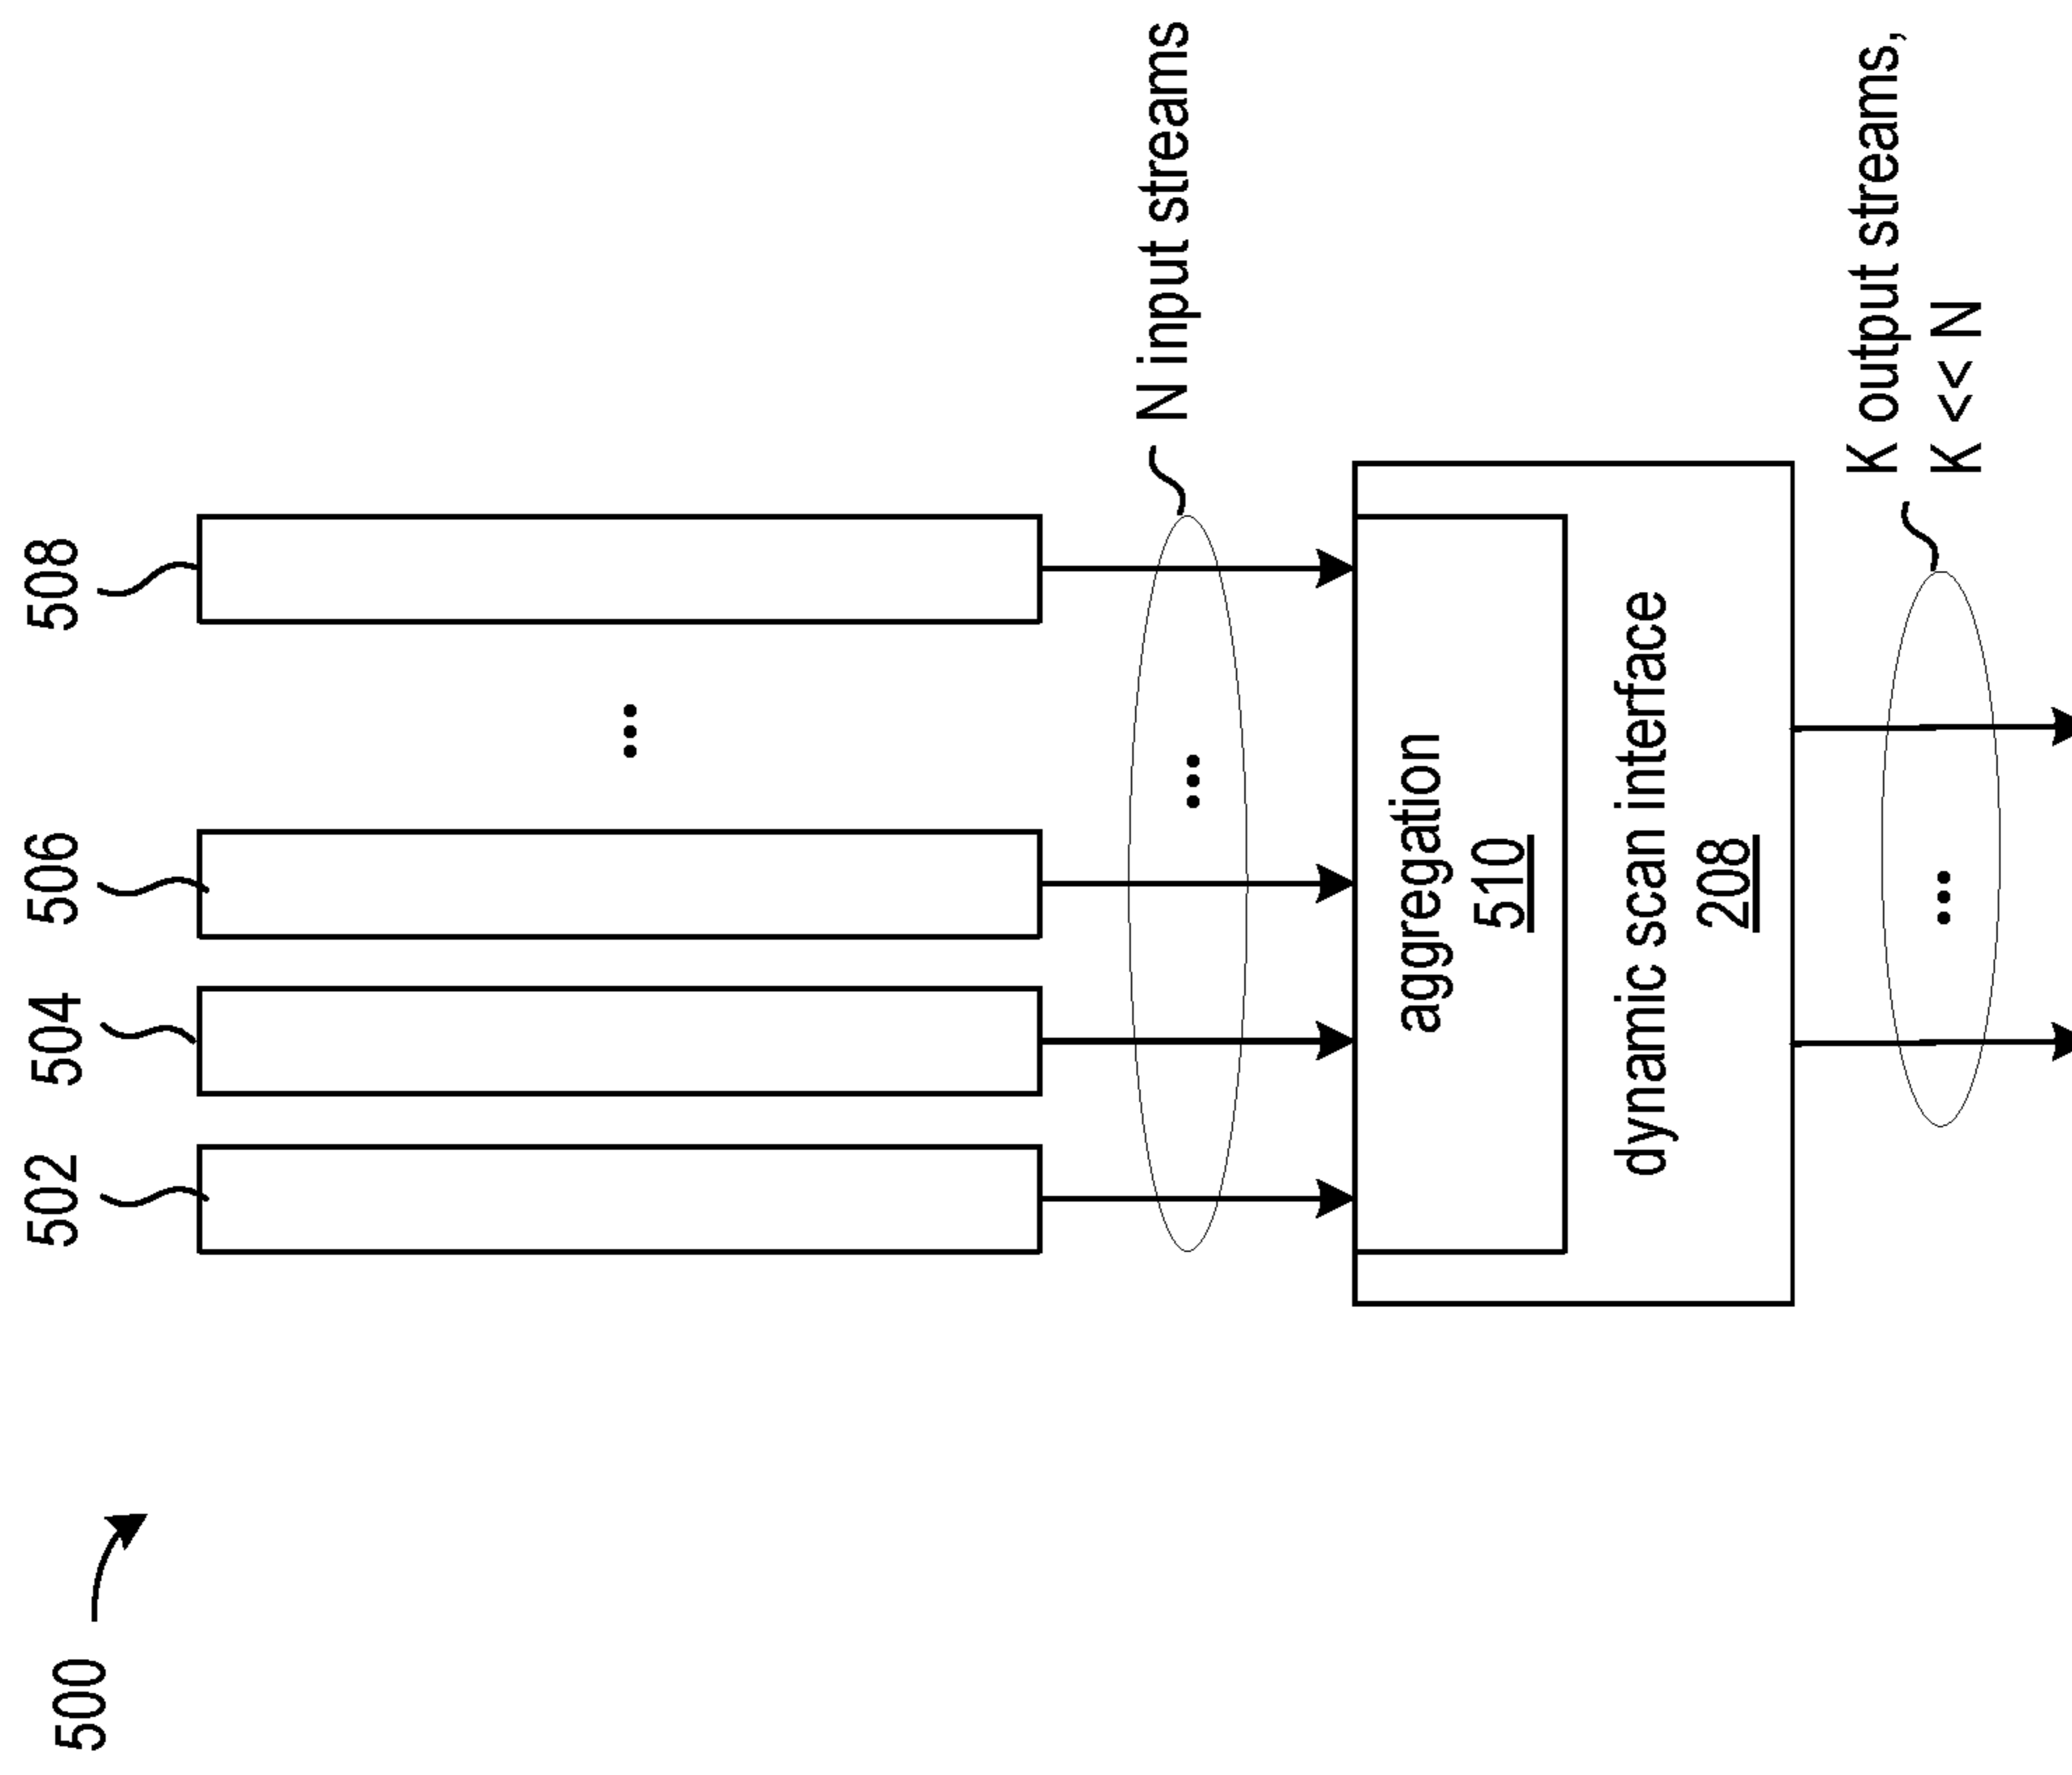 500
502
504
506
508
...
N input streams
...
aggregation
510
dynamic scan interface
208
K output streams,
K << N
...